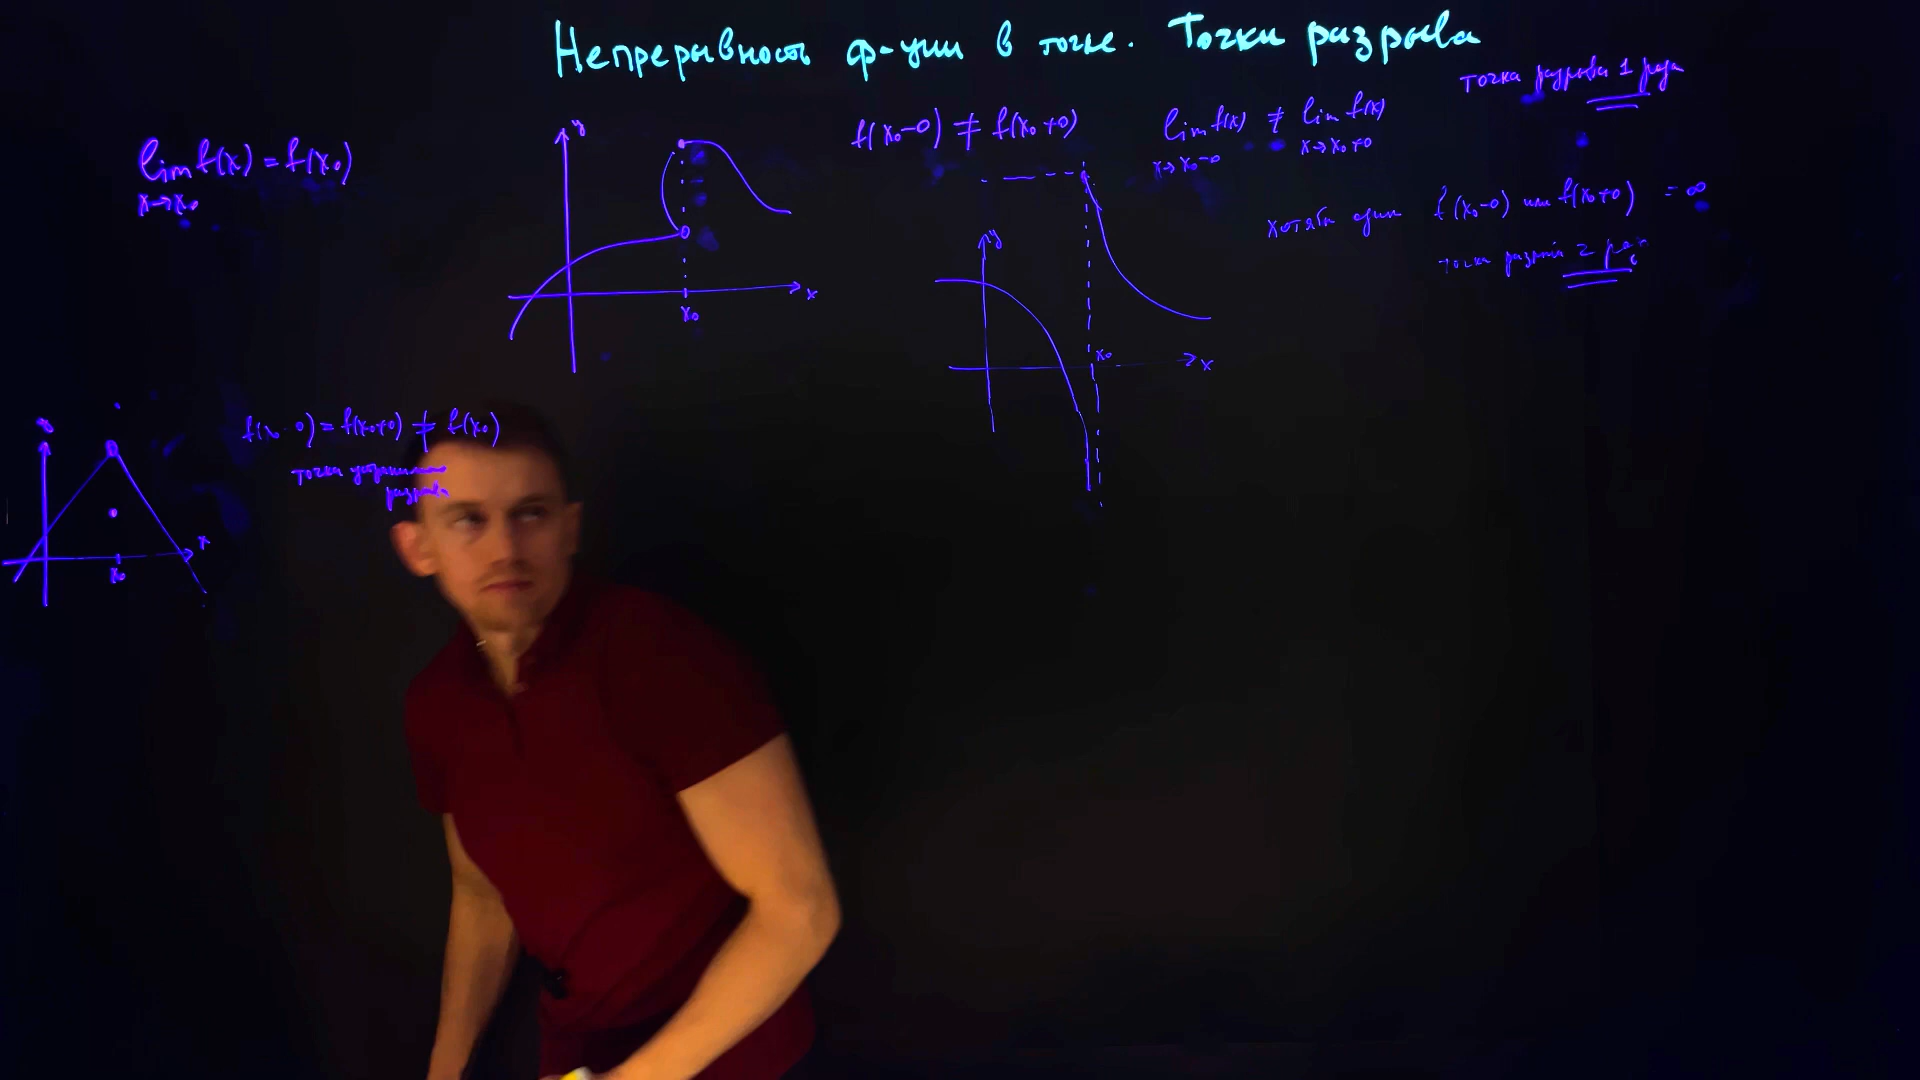 Непрерывность ф-ции в точке. Точки разрыва
lim f(x) = f(x₀)
x→x₀
y
x
x₀
f(x₀-0) ≠ f(x₀+0)
lim f(x) ≠ lim f(x)
x→x₀-0 x→x₀+0
точка разрыва 1 рода
хотя бы один f(x₀-0) или f(x₀+0) = ∞
точка разрыва 2 рода
y
x₀
x
f(x₀-0) = f(x₀+0) ≠ f(x₀)
точка устранимого
разрыва
x
x₀